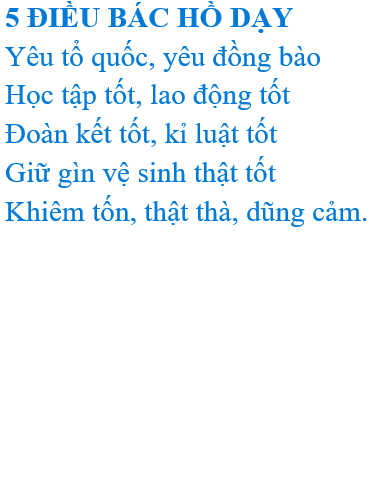 5 ĐIỀU BÁC HỒ DẠY
Yêu tổ quốc, yêu đồng bào
Học tập tốt, lao động tốt
Đoàn kết tốt, kỉ luật tốt
Giữ gìn vệ sinh thật tốt
Khiêm tốn, thật thà, dũng cảm.